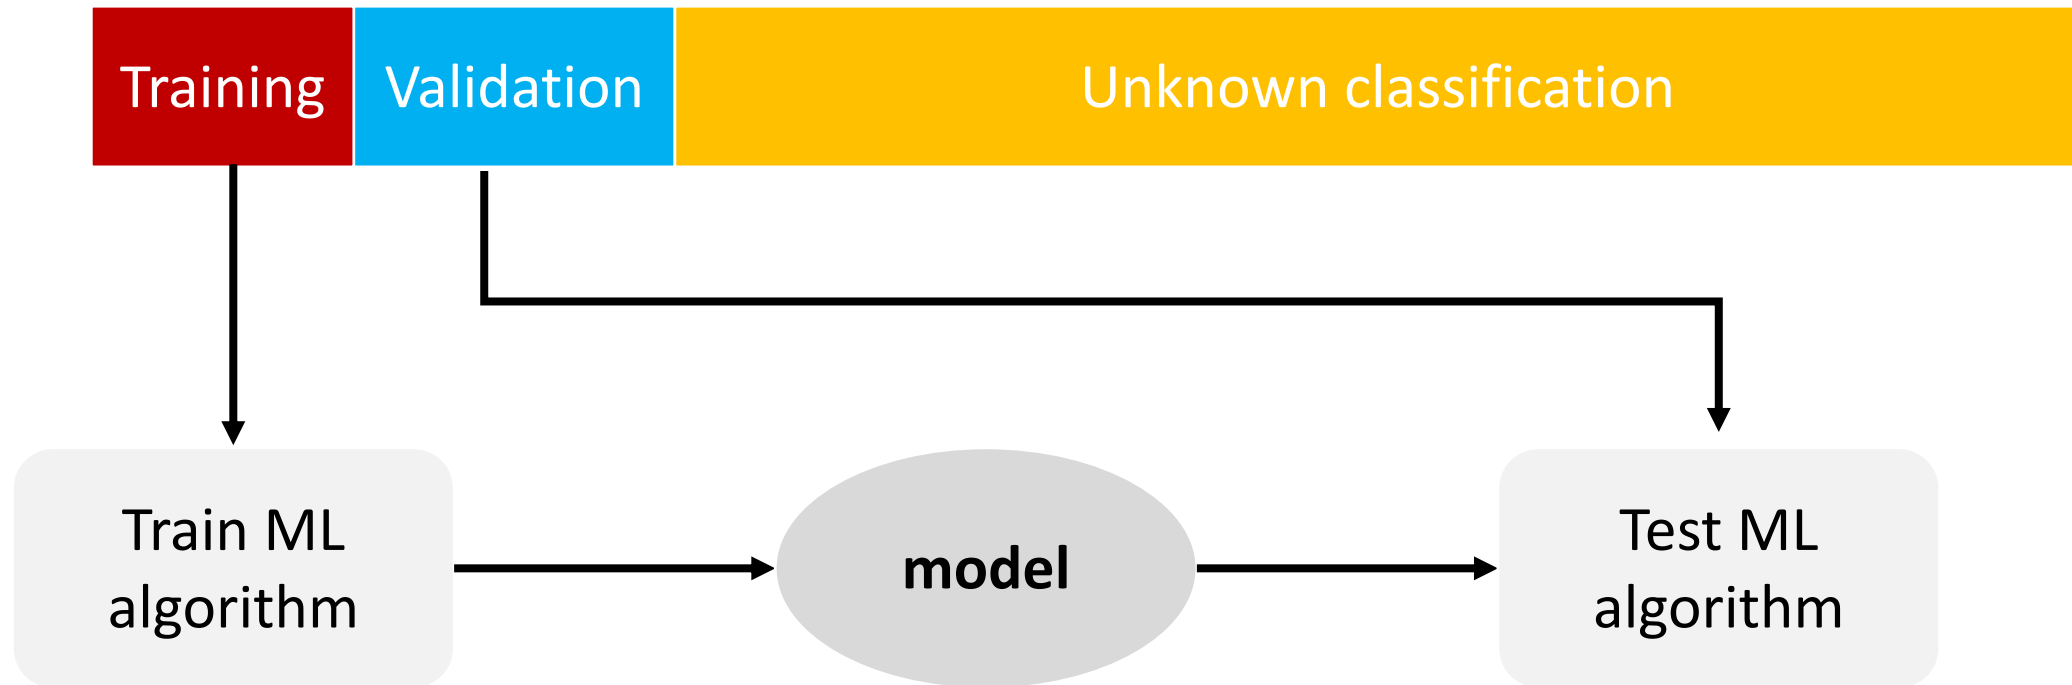 Training
Validation
Unknown classification
Train ML
algorithm
model
Test ML
algorithm